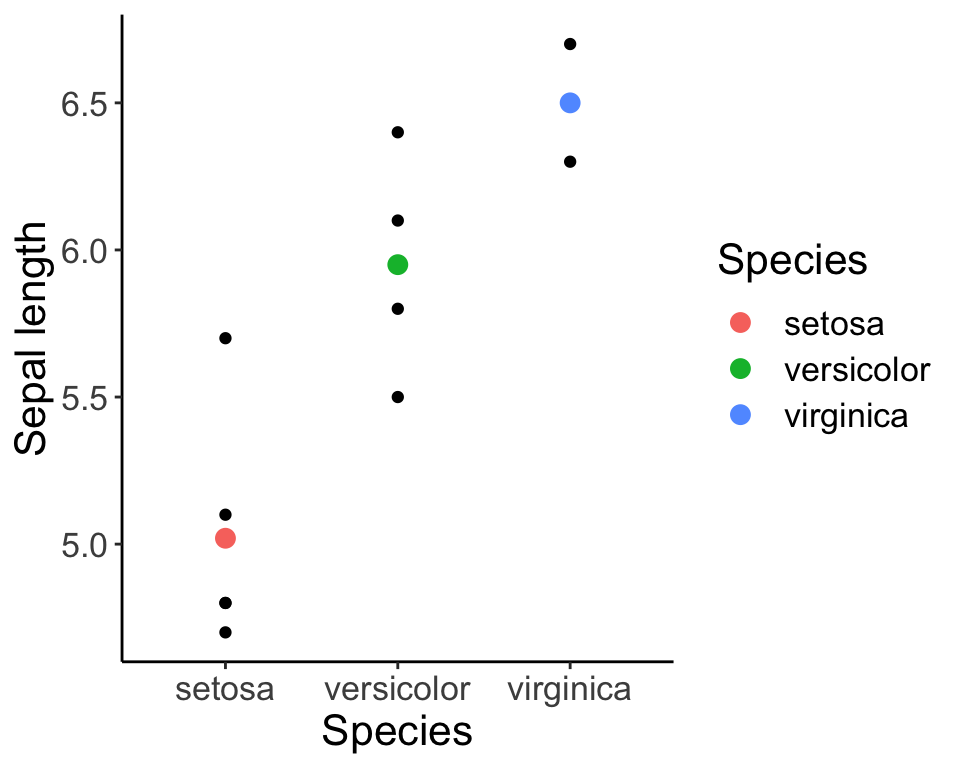 Sepal length
6.5
6.0
5.5
5.0
setosa
versicolor
virginica
Species
Species
setosa
versicolor
virginica